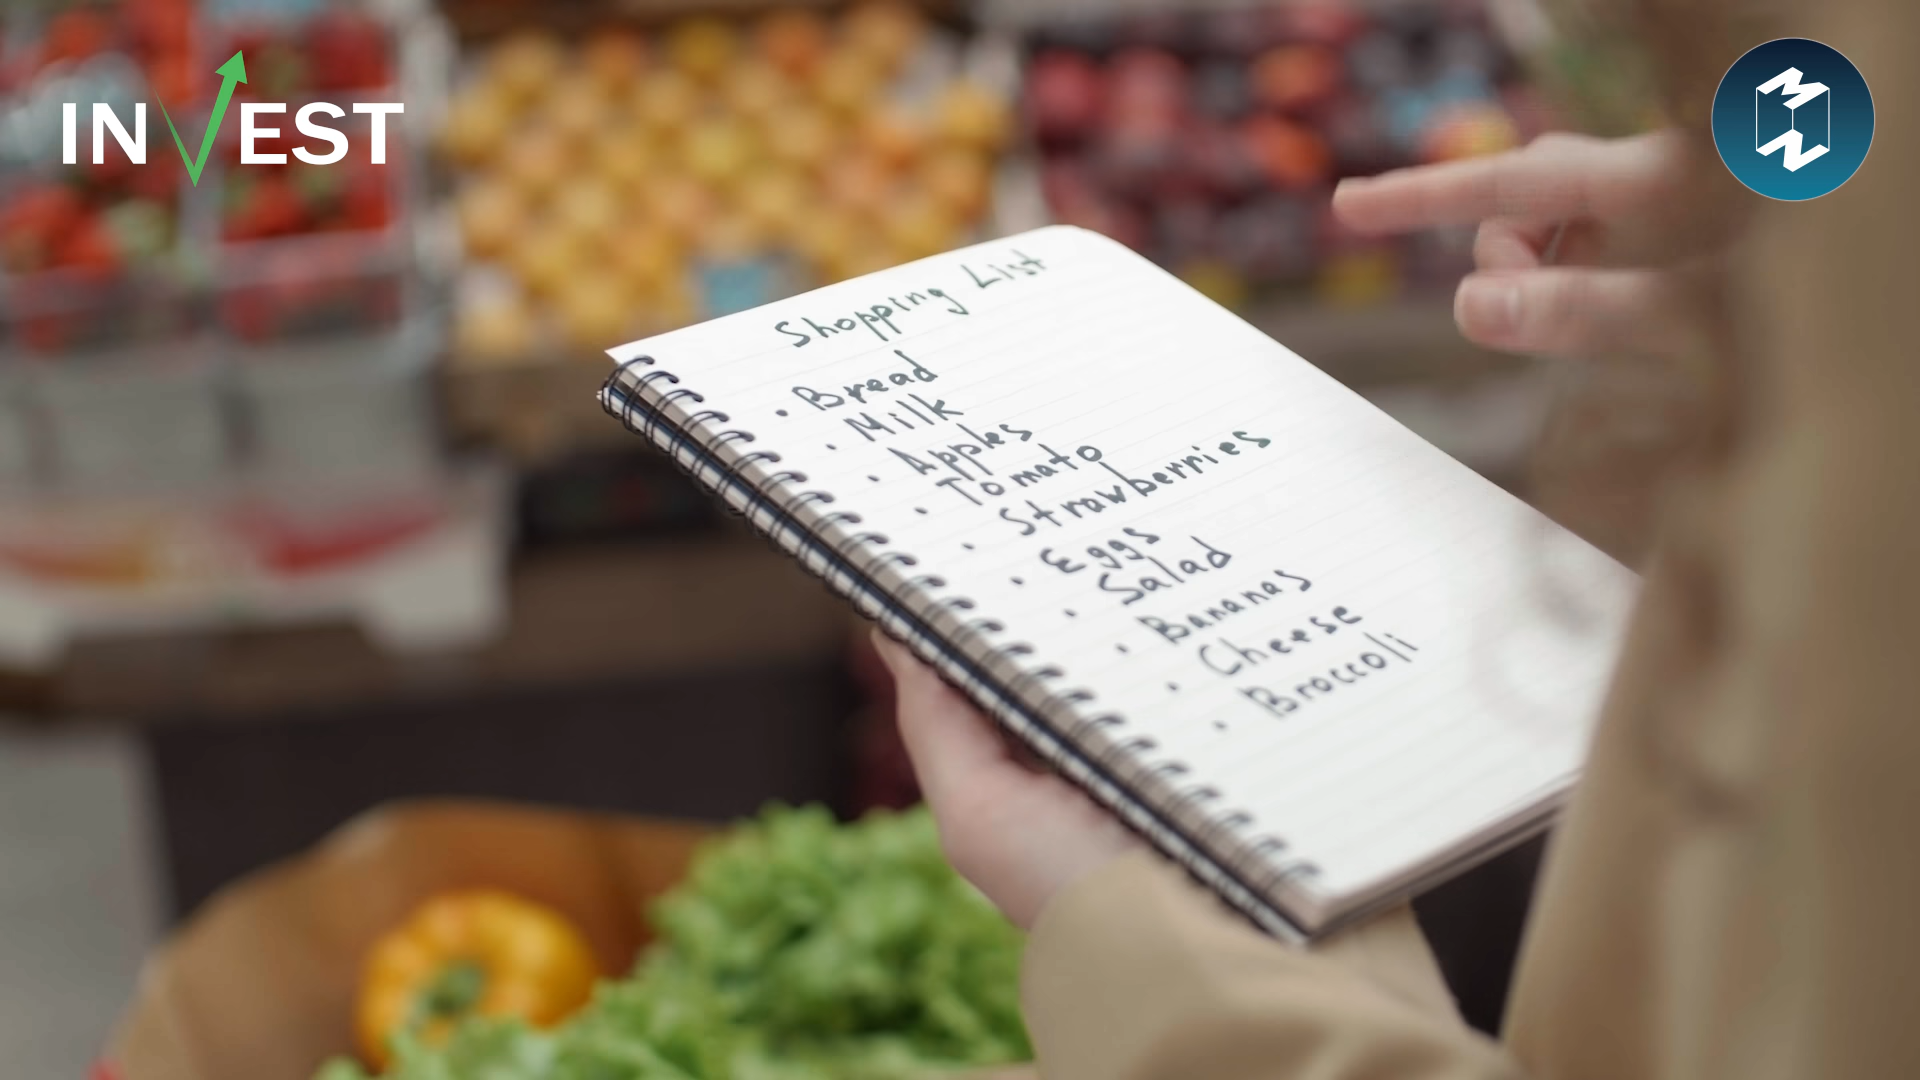 INVEST
Shopping List
• Bread
• Milk
• Apples
• Tomato
• Strawberries
• Eggs
• Salad
• Bananas
• Cheese
• Broccoli